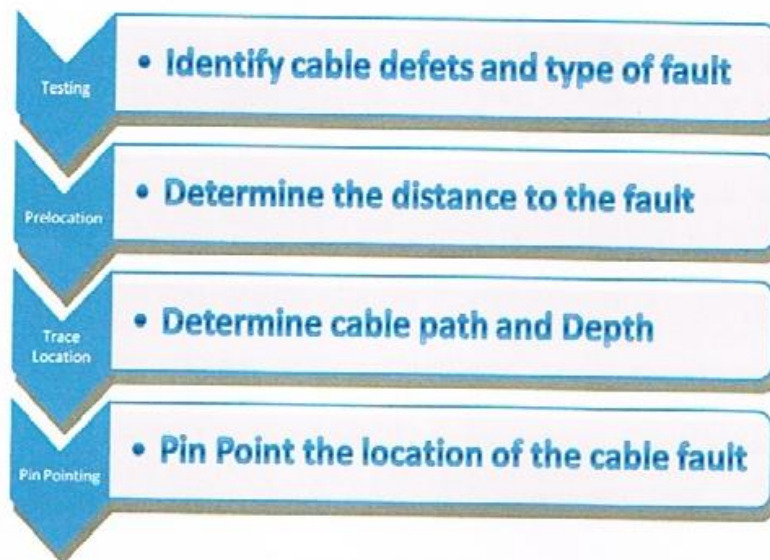 Testing
• Identify cable defets and type of fault
Prelocation
• Determine the distance to the fault
Trace
Location
• Determine cable path and Depth
Pin Pointing
• Pin Point the location of the cable fault